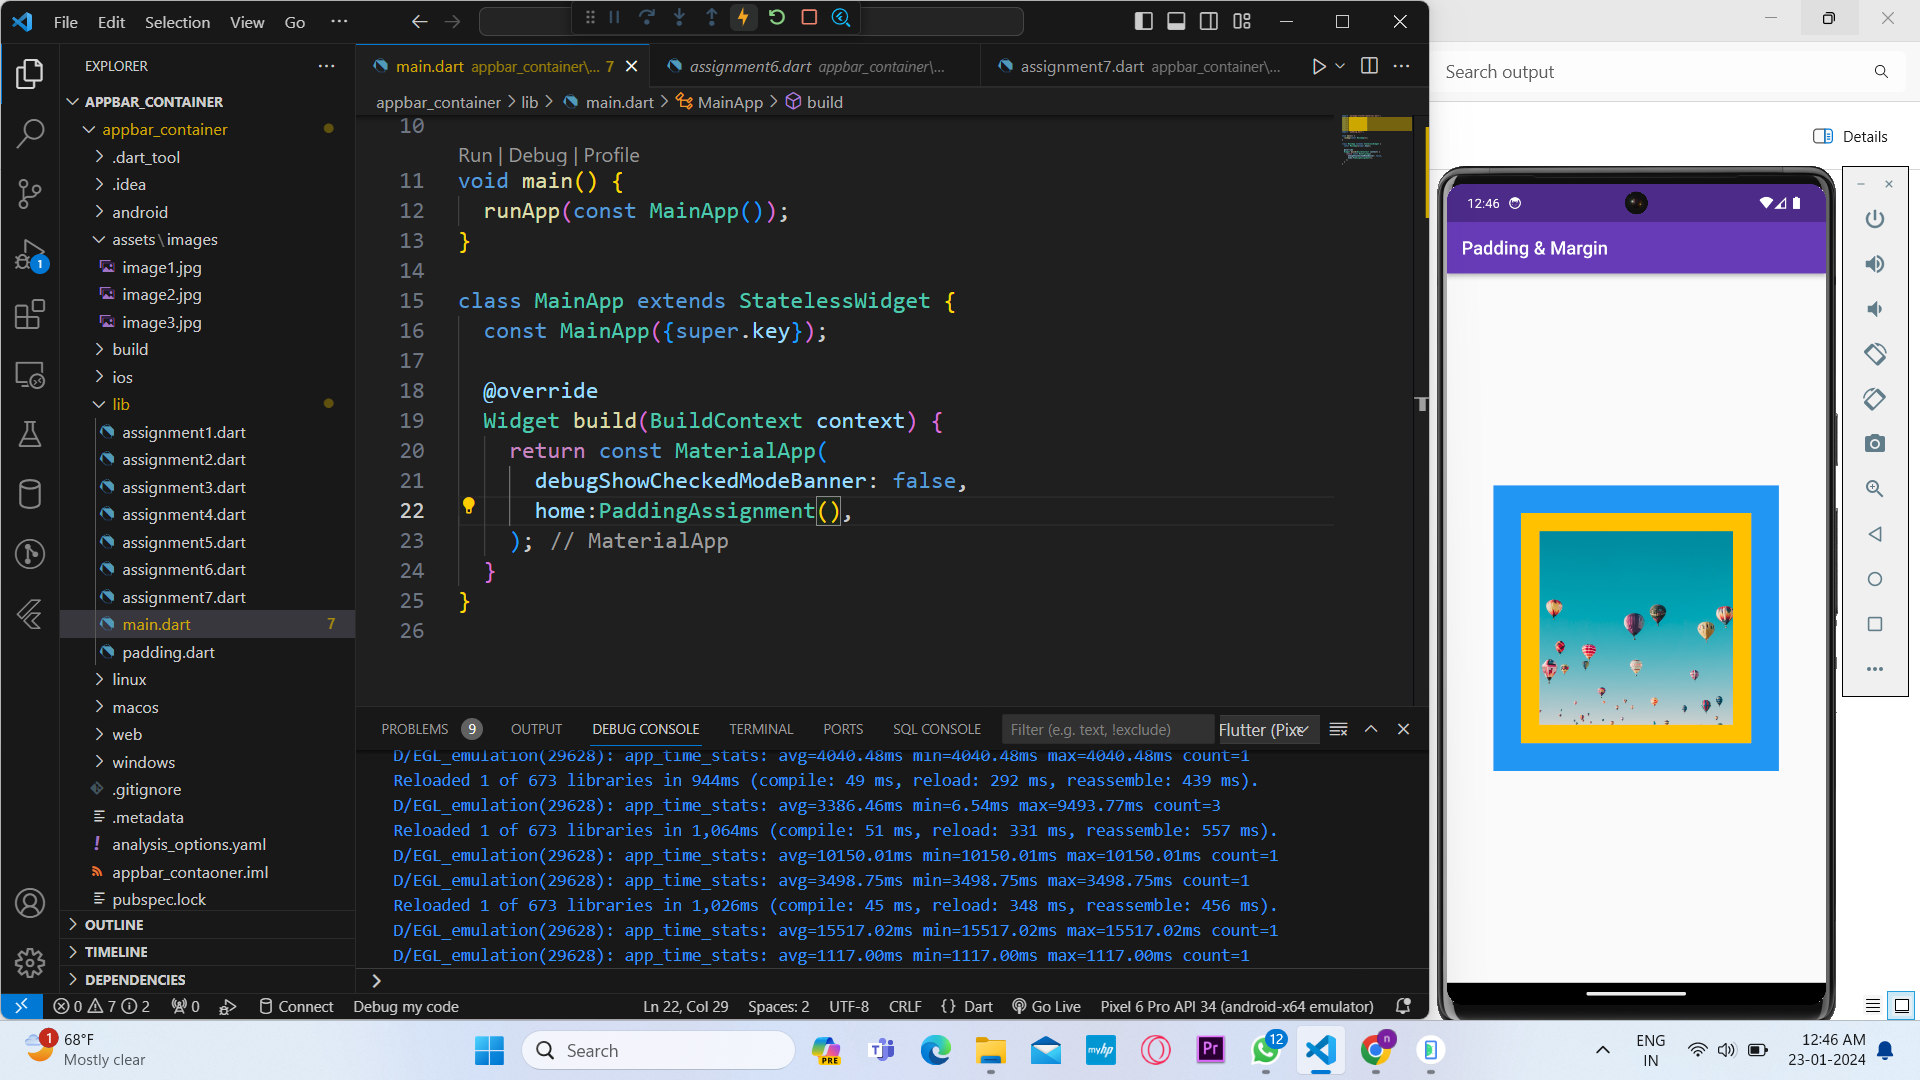 File Edit Selection View Go ···
EXPLORER
APPBAR_CONTAINER
appbar_container
.dart_tool
.idea
android
assets\images
image1.jpg
image2.jpg
image3.jpg
build
ios
lib
assignment1.dart
assignment2.dart
assignment3.dart
assignment4.dart
assignment5.dart
assignment6.dart
assignment7.dart
main.dart 7
padding.dart
linux
macos
web
windows
.gitignore
.metadata
! analysis_options.yaml
appbar_contaoner.iml
pubspec.lock
OUTLINE
TIMELINE
DEPENDENCIES
1
main.dart appbar_container\... 7
assignment6.dart appbar_container\...
assignment7.dart appbar_container\...
appbar_container > lib > main.dart > MainApp > build
10
Run | Debug | Profile
11 void main() {
12 runApp(const MainApp());
13 }
14
15 class MainApp extends StatelessWidget {
16 const MainApp({super.key});
17
18 @override
19 Widget build(BuildContext context) {
20 return const MaterialApp(
21 debugShowCheckedModeBanner: false,
22 home:PaddingAssignment(),
23 ); // MaterialApp
24 }
25 }
26
PROBLEMS 9 OUTPUT DEBUG CONSOLE TERMINAL PORTS SQL CONSOLE Filter (e.g. text, !exclude) Flutter (Pixe
D/EGL_emulation(29628): app_time_stats: avg=4040.48ms min=4040.48ms max=4040.48ms count=1
Reloaded 1 of 673 libraries in 944ms (compile: 49 ms, reload: 292 ms, reassemble: 439 ms).
D/EGL_emulation(29628): app_time_stats: avg=3386.46ms min=6.54ms max=9493.77ms count=3
Reloaded 1 of 673 libraries in 1,064ms (compile: 51 ms, reload: 331 ms, reassemble: 557 ms).
D/EGL_emulation(29628): app_time_stats: avg=10150.01ms min=10150.01ms max=10150.01ms count=1
D/EGL_emulation(29628): app_time_stats: avg=3498.75ms min=3498.75ms max=3498.75ms count=1
Reloaded 1 of 673 libraries in 1,026ms (compile: 45 ms, reload: 348 ms, reassemble: 456 ms).
D/EGL_emulation(29628): app_time_stats: avg=15517.02ms min=15517.02ms max=15517.02ms count=1
D/EGL_emulation(29628): app_time_stats: avg=1117.00ms min=1117.00ms max=1117.00ms count=1
>
0 7 2 0 Connect Debug my code Ln 22, Col 29 Spaces: 2 UTF-8 CRLF {} Dart Go Live Pixel 6 Pro API 34 (android-x64 emulator)
Search output
Details
12:46
Padding & Margin
1 68°F
Mostly clear
Search
PRE
myhp
Pr
12
n
ENG
IN
12:46 AM
23-01-2024